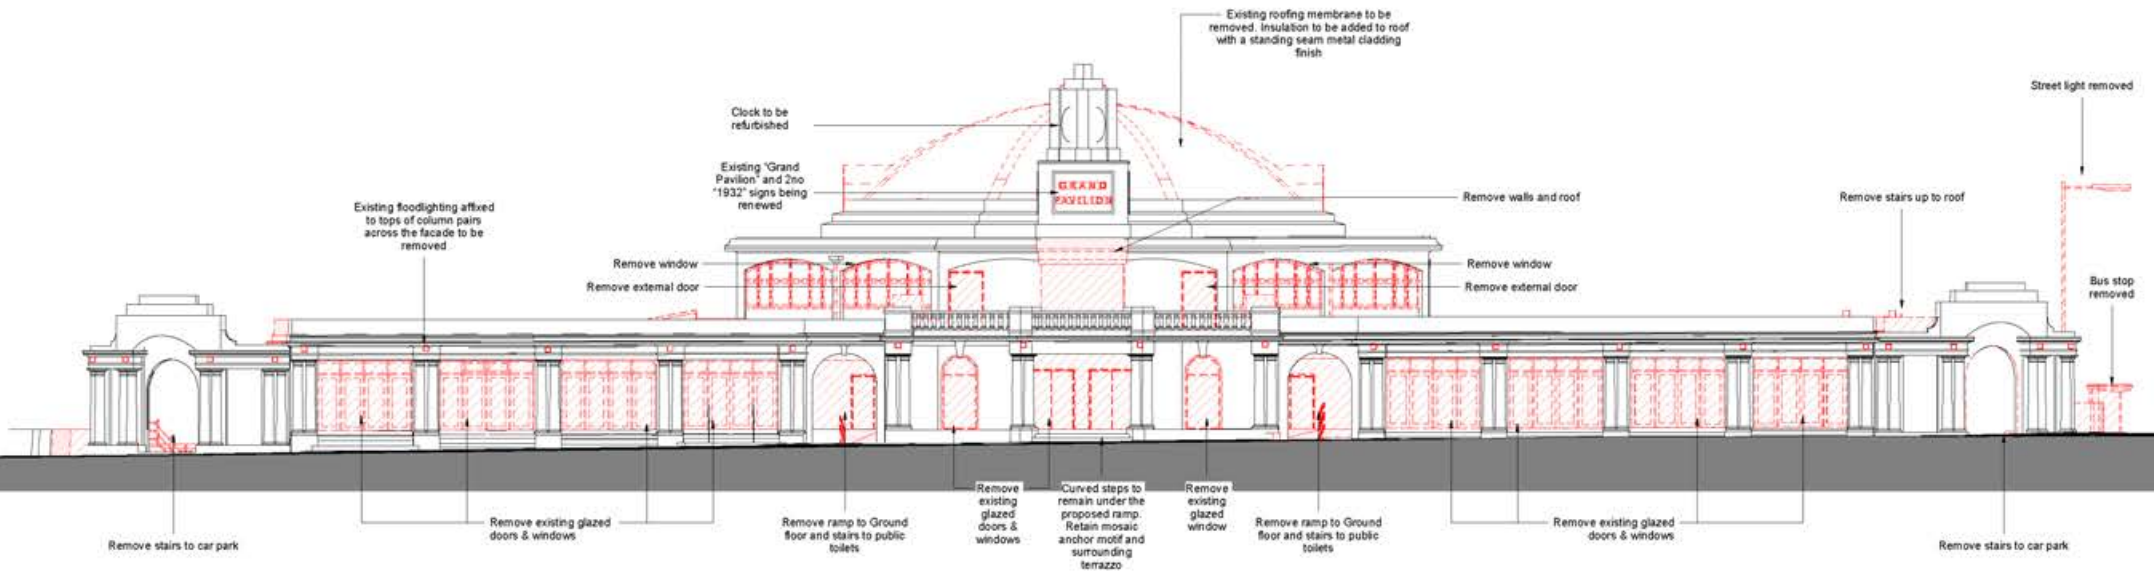 Existing roofing membrane to be
removed. Insulation to be added to roof
with a standing seam metal cladding
finish
Street light removed
Clock to be
refurbished
Existing "Grand
Pavilion" and 2no
"1932" signs being
renewed
GRAND
PAVILION
Remove walls and roof
Remove stairs up to roof
Existing floodlighting affixed
to tops of column pairs
across the facade to be
removed
Remove window
Remove external door
Remove window
Remove external door
Bus stop
removed
Remove stairs to car park
Remove existing glazed
doors & windows
Remove ramp to Ground
floor and stairs to public
toilets
Remove
existing
glazed
doors &
windows
Curved steps to
remain under the
proposed ramp.
Retain mosaic
anchor motif and
surrounding
terrazzo
Remove
existing
glazed
window
Remove ramp to Ground
floor and stairs to public
toilets
Remove existing glazed
doors & windows
Remove stairs to car park